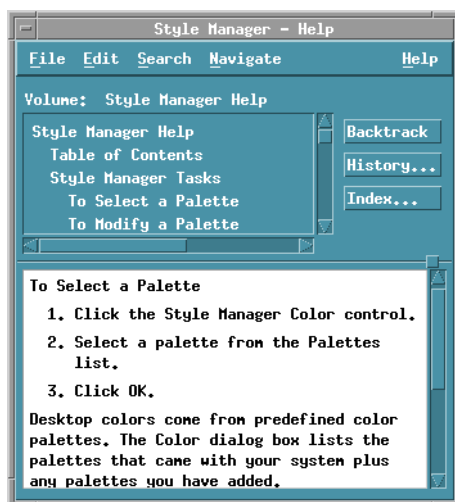 Style Manager - Help
File Edit Search Navigate Help
Volume: Style Manager Help
Style Manager Help
Table of Contents
Style Manager Tasks
To Select a Palette
To Modify a Palette
Backtrack
History...
Index...
To Select a Palette
1. Click the Style Manager Color control.
2. Select a palette from the Palettes
list.
3. Click OK.
Desktop colors come from predefined color
palettes. The Color dialog box lists the
palettes that came with your system plus
any palettes you have added.